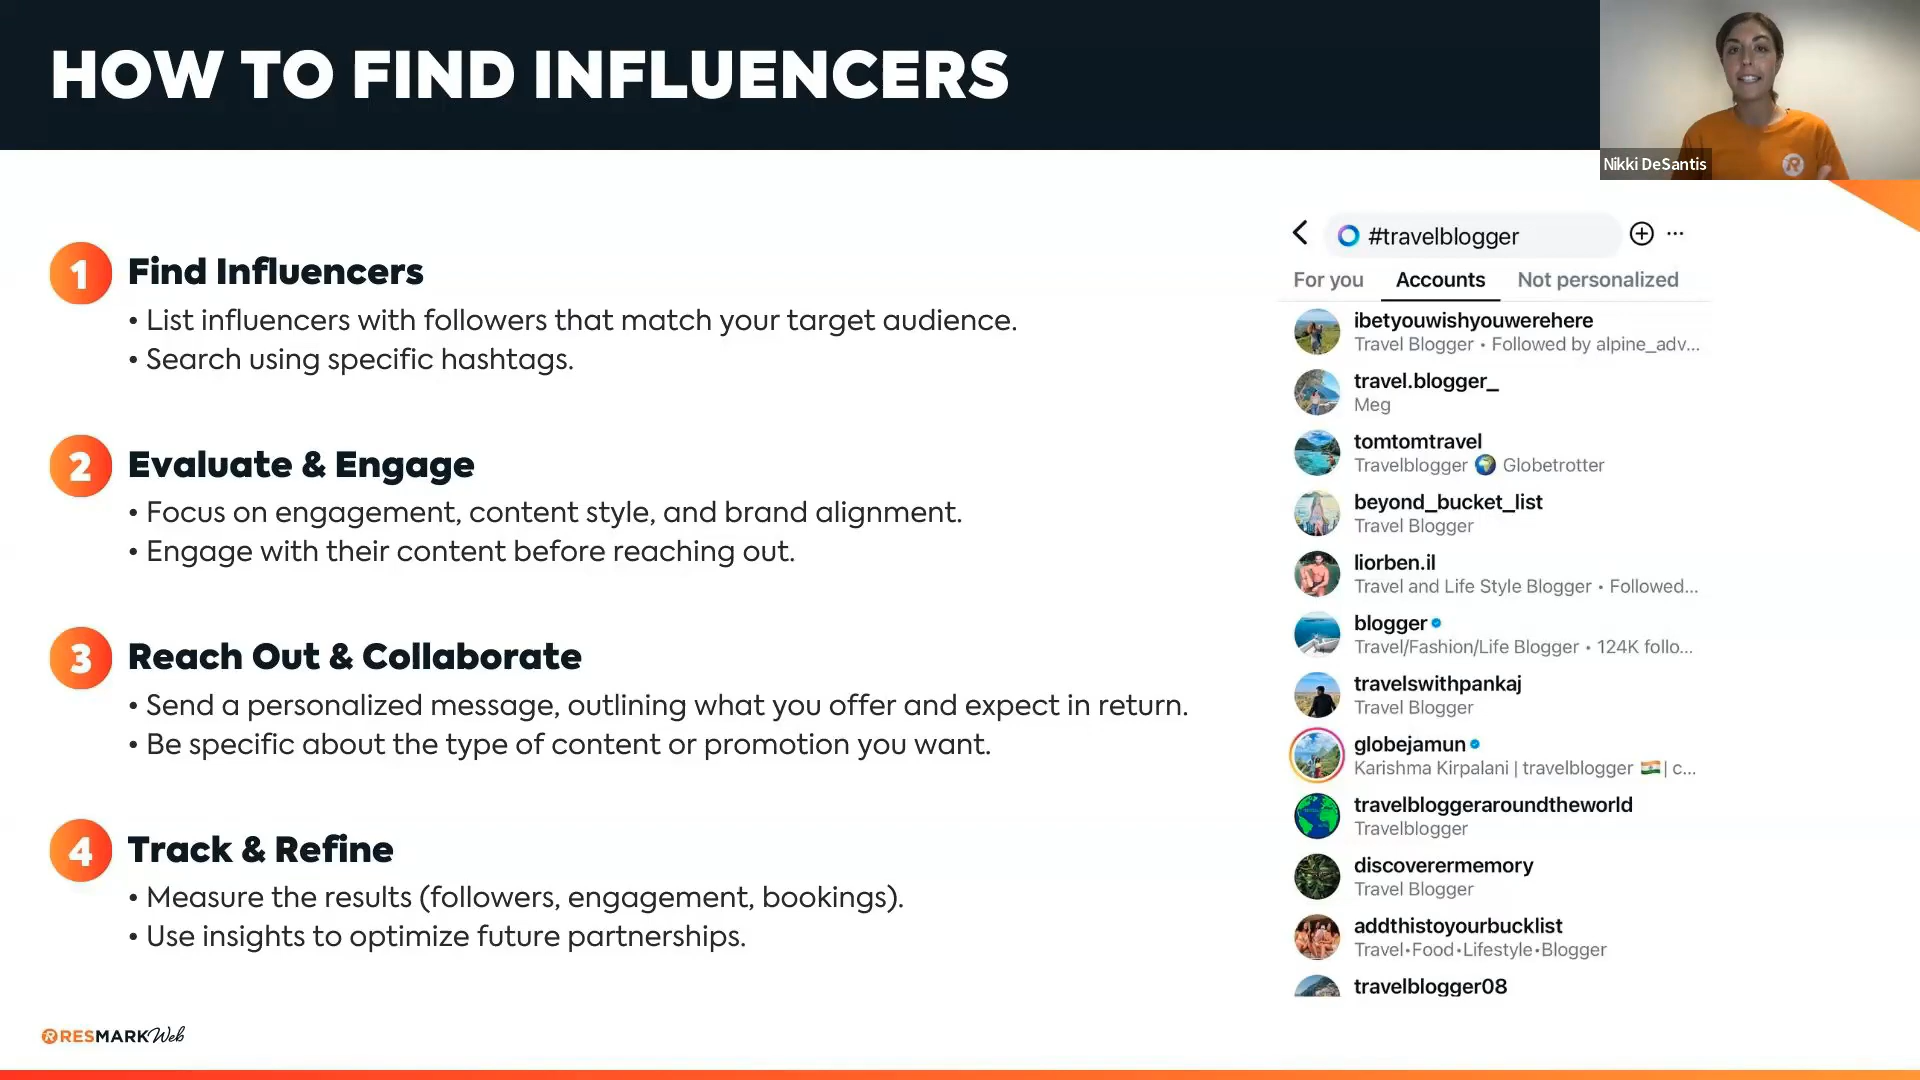 HOW TO FIND INFLUENCERS
Nikki DeSantis
1 Find Influencers
• List influencers with followers that match your target audience.
• Search using specific hashtags.
2 Evaluate & Engage
• Focus on engagement, content style, and brand alignment.
• Engage with their content before reaching out.
3 Reach Out & Collaborate
• Send a personalized message, outlining what you offer and expect in return.
• Be specific about the type of content or promotion you want.
4 Track & Refine
• Measure the results (followers, engagement, bookings).
• Use insights to optimize future partnerships.
#travelblogger
For you Accounts Not personalized
ibetyouwishyouwerehere
Travel Blogger • Followed by alpine_adv...
travel.blogger_
Meg
tomtomtravel
Travelblogger 🌍 Globetrotter
beyond_bucket_list
Travel Blogger
liorben.il
Travel and Life Style Blogger • Followed...
blogger
Travel/Fashion/Life Blogger • 124K follo...
travelswithpankaj
Travel Blogger
globejamun
Karishma Kirpalani | travelblogger 🇮🇳 | c...
travelbloggeraroundtheworld
Travelblogger
discoverermemory
Travel Blogger
addthistoyourbucklist
Travel•Food•Lifestyle•Blogger
travelblogger08
RESMARKWeb